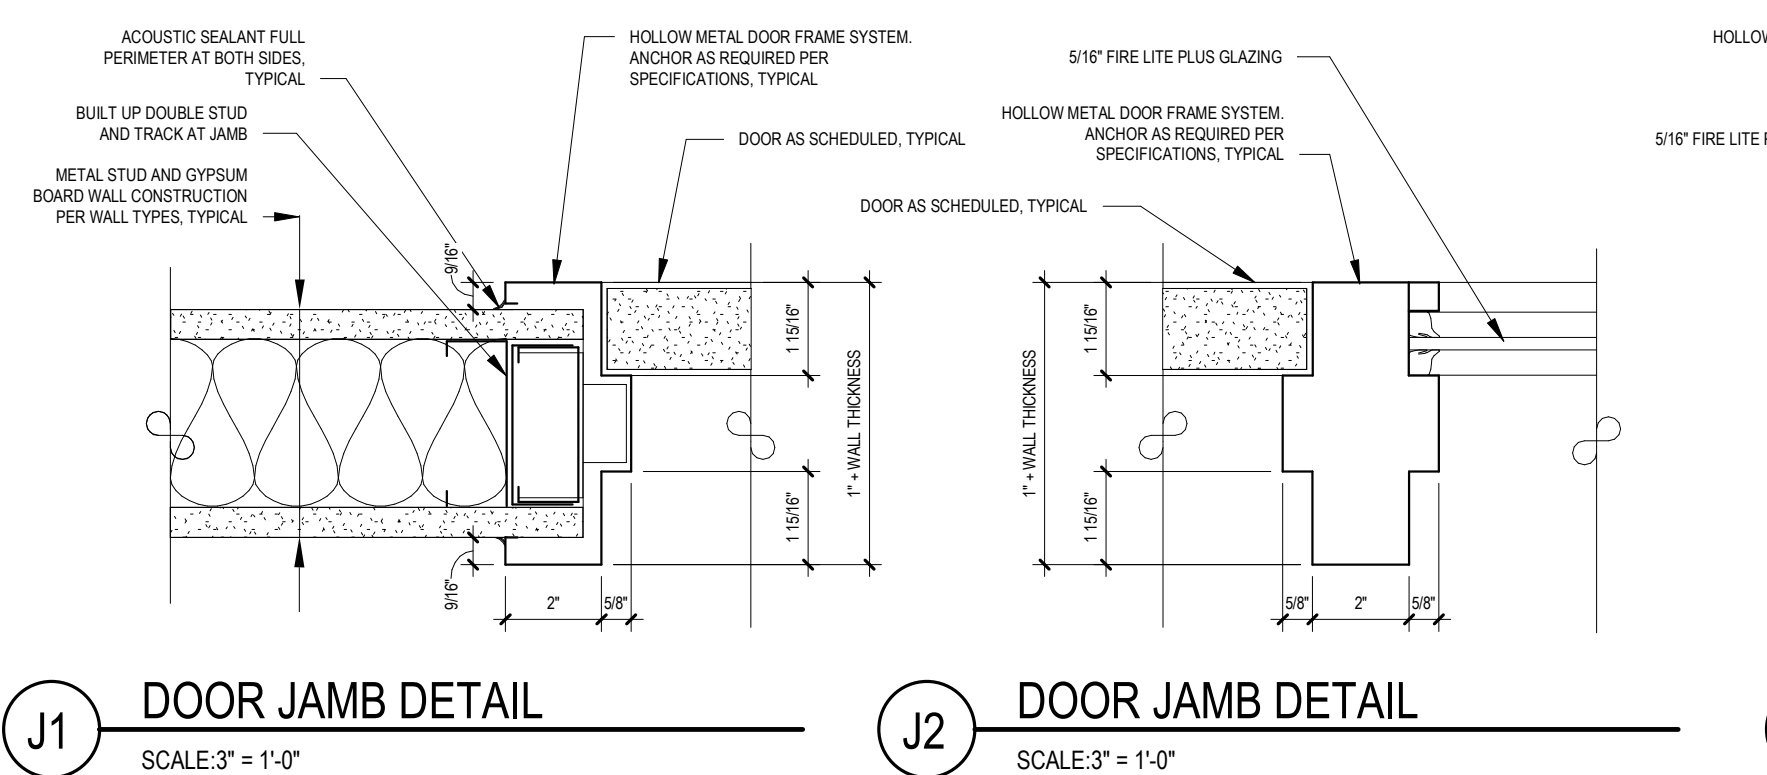 ACOUSTIC SEALANT FULL
PERIMETER AT BOTH SIDES,
TYPICAL
BUILT UP DOUBLE STUD
AND TRACK AT JAMB
METAL STUD AND GYPSUM
BOARD WALL CONSTRUCTION
PER WALL TYPES, TYPICAL
HOLLOW METAL DOOR FRAME SYSTEM.
ANCHOR AS REQUIRED PER
SPECIFICATIONS, TYPICAL
DOOR AS SCHEDULED, TYPICAL
9/16"
9/16"
1 15/16"
1 15/16"
1" + WALL THICKNESS
2"
5/8"
J1
DOOR JAMB DETAIL
SCALE:3" = 1'-0"
5/16" FIRE LITE PLUS GLAZING
HOLLOW METAL DOOR FRAME SYSTEM.
ANCHOR AS REQUIRED PER
SPECIFICATIONS, TYPICAL
DOOR AS SCHEDULED, TYPICAL
1" + WALL THICKNESS
1 15/16"
1 15/16"
5/8"
2"
5/8"
J2
DOOR JAMB DETAIL
SCALE:3" = 1'-0"
5/16" FIRE LITE